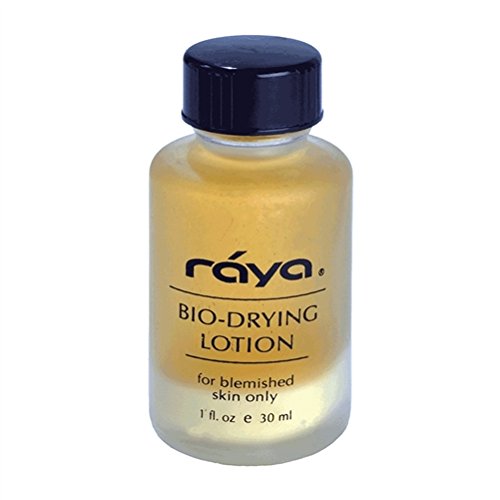 ráya®
BIO-DRYING
LOTION
for blemished
skin only
1 fl. oz e 30 ml